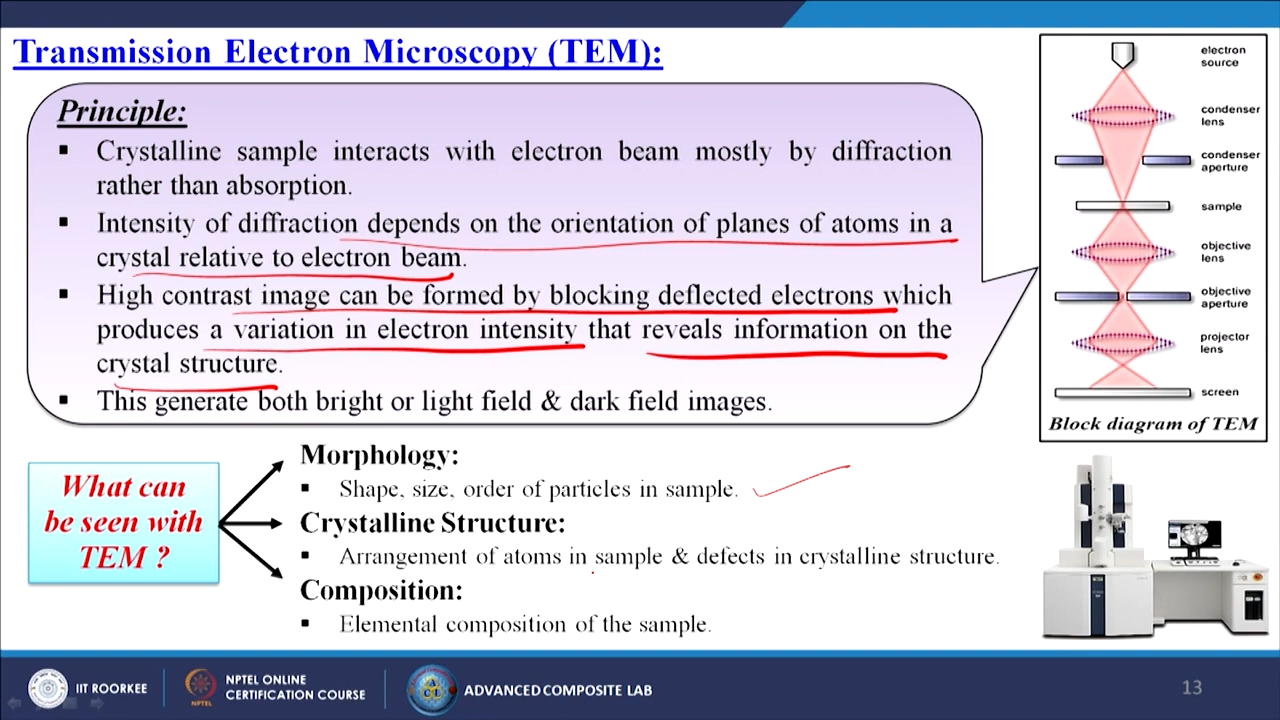 Transmission Electron Microscopy (TEM):
Principle:
▪ Crystalline sample interacts with electron beam mostly by diffraction
rather than absorption.
▪ Intensity of diffraction depends on the orientation of planes of atoms in a
crystal relative to electron beam.
▪ High contrast image can be formed by blocking deflected electrons which
produces a variation in electron intensity that reveals information on the
crystal structure.
▪ This generate both bright or light field & dark field images.
electron
source
condenser
lens
condenser
aperture
sample
objective
lens
objective
aperture
projector
lens
screen
Block diagram of TEM
What can
be seen with
TEM ?
Morphology:
▪ Shape, size, order of particles in sample.
Crystalline Structure:
▪ Arrangement of atoms in sample & defects in crystalline structure.
Composition:
▪ Elemental composition of the sample.
IIT ROORKEE
NPTEL
NPTEL ONLINE
CERTIFICATION COURSE
ADVANCED COMPOSITE LAB
13